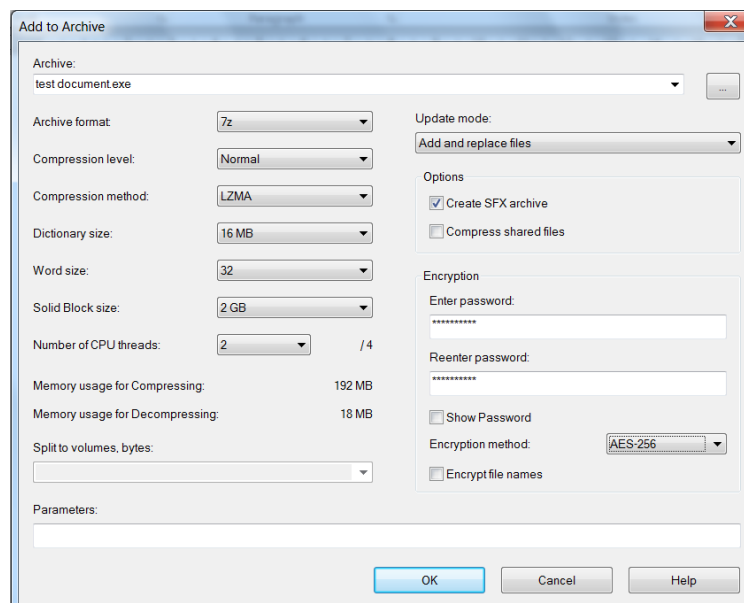 Add to Archive
Archive:
test document.exe
...
Archive format: 7z
Compression level: Normal
Compression method: LZMA
Dictionary size: 16 MB
Word size: 32
Solid Block size: 2 GB
Number of CPU threads: 2 / 4
Memory usage for Compressing: 192 MB
Memory usage for Decompressing: 18 MB
Split to volumes, bytes:
Update mode:
Add and replace files
Options
Create SFX archive
Compress shared files
Encryption
Enter password:
**********
Reenter password:
**********
Show Password
Encryption method: AES-256
Encrypt file names
Parameters:
OK Cancel Help